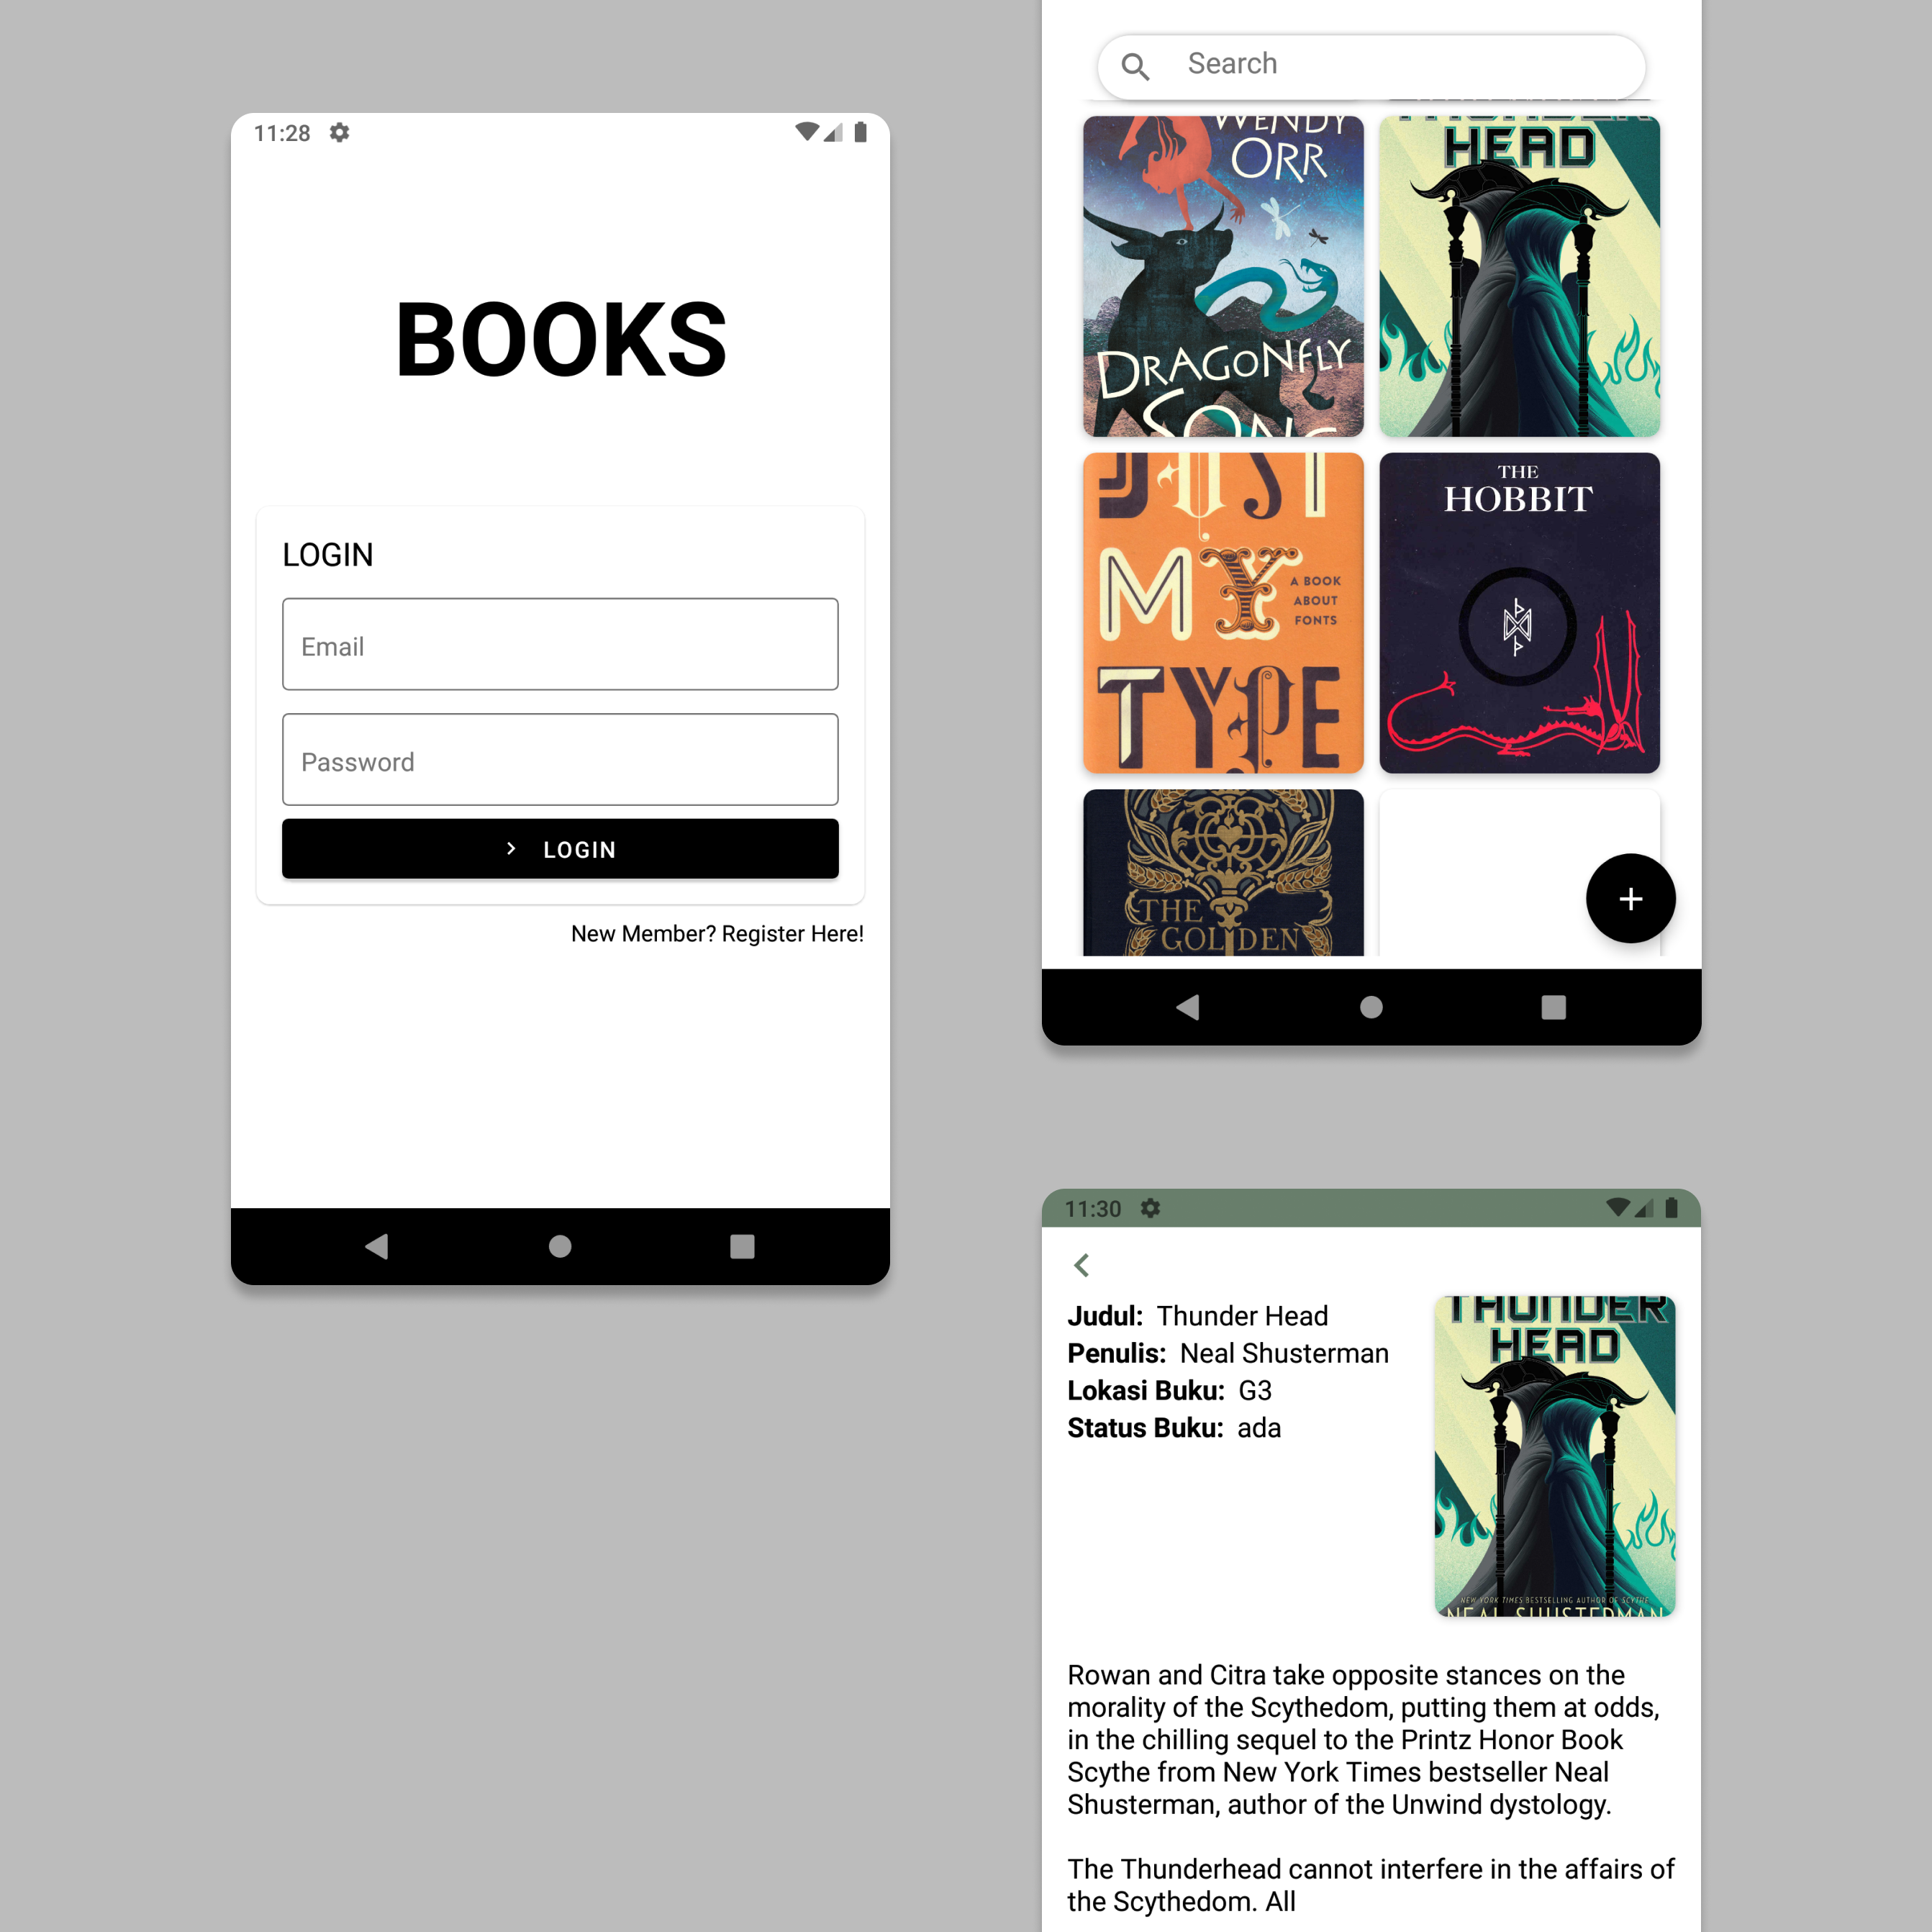 11:28
BOOKS
LOGIN
Email
Password
LOGIN
New Member? Register Here!
Search
WENDY
ORR
DRAGONFLY
SONG
THUNDER
HEAD
JUST
MY
A BOOK
ABOUT
FONTS
TYPE
THE
HOBBIT
THE
GOLDEN
11:30
Judul: Thunder Head
Penulis: Neal Shusterman
Lokasi Buku: G3
Status Buku: ada
THUNDER
HEAD
NEW YORK TIMES BESTSELLING AUTHOR OF SCYTHE
NEAL SHUSTERMAN
Rowan and Citra take opposite stances on the
morality of the Scythedom, putting them at odds,
in the chilling sequel to the Printz Honor Book
Scythe from New York Times bestseller Neal
Shusterman, author of the Unwind dystology.
The Thunderhead cannot interfere in the affairs of
the Scythedom. All